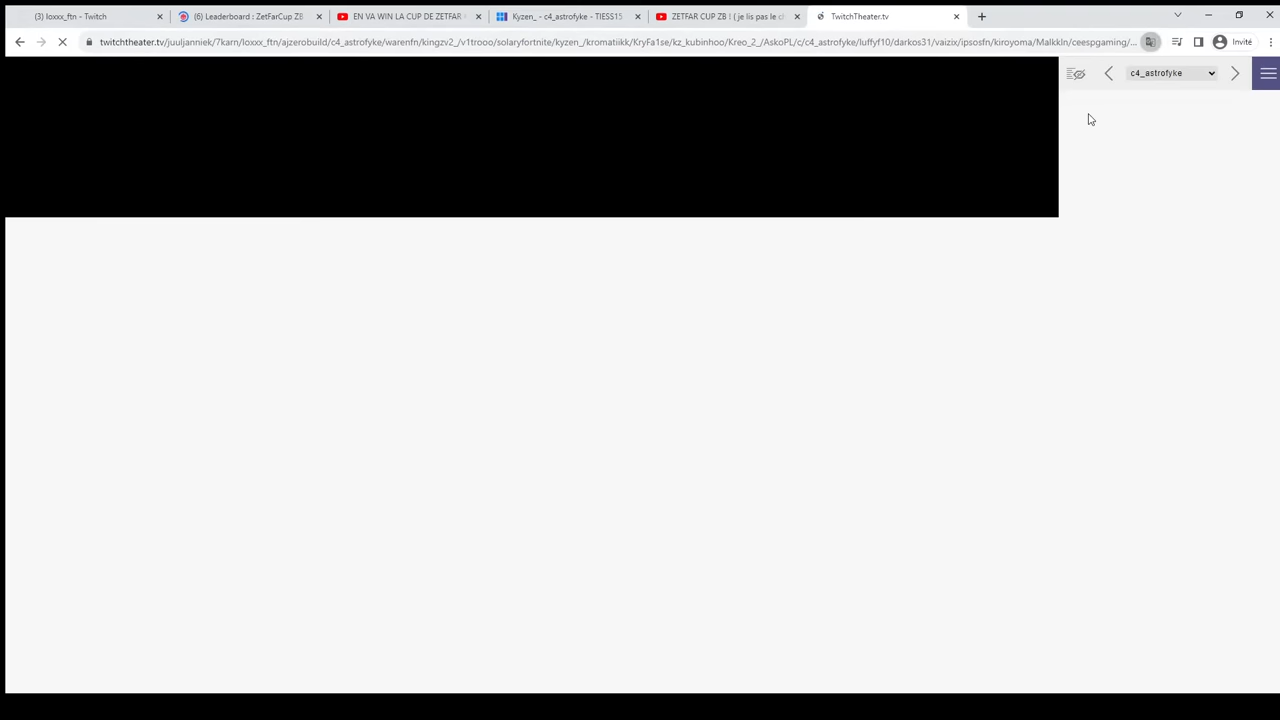 (3) loxxx_ftn - Twitch
(6) Leaderboard : ZetFarCup ZB
EN VA WIN LA CUP DE ZETFAR
Kyzen_ - c4_astrofyke - TIESS15
ZETFAR CUP ZB ! ( je lis pas le c
TwitchTheater.tv
twitchtheater.tv/juuljanniek/7karn/loxxx_ftn/ajzerobuild/c4_astrofyke/warenfn/kingzv2_/v1trooo/solaryfortnite/kyzen_/kromatiikk/KryFa1se/kz_kubinhoo/Kreo_2_/AskoPL/c/c4_astrofyke/luffyf10/darkos31/vaizix/ipsosfn/kiroyoma/Malkkln/ceespgaming/...
Invité
c4_astrofyke